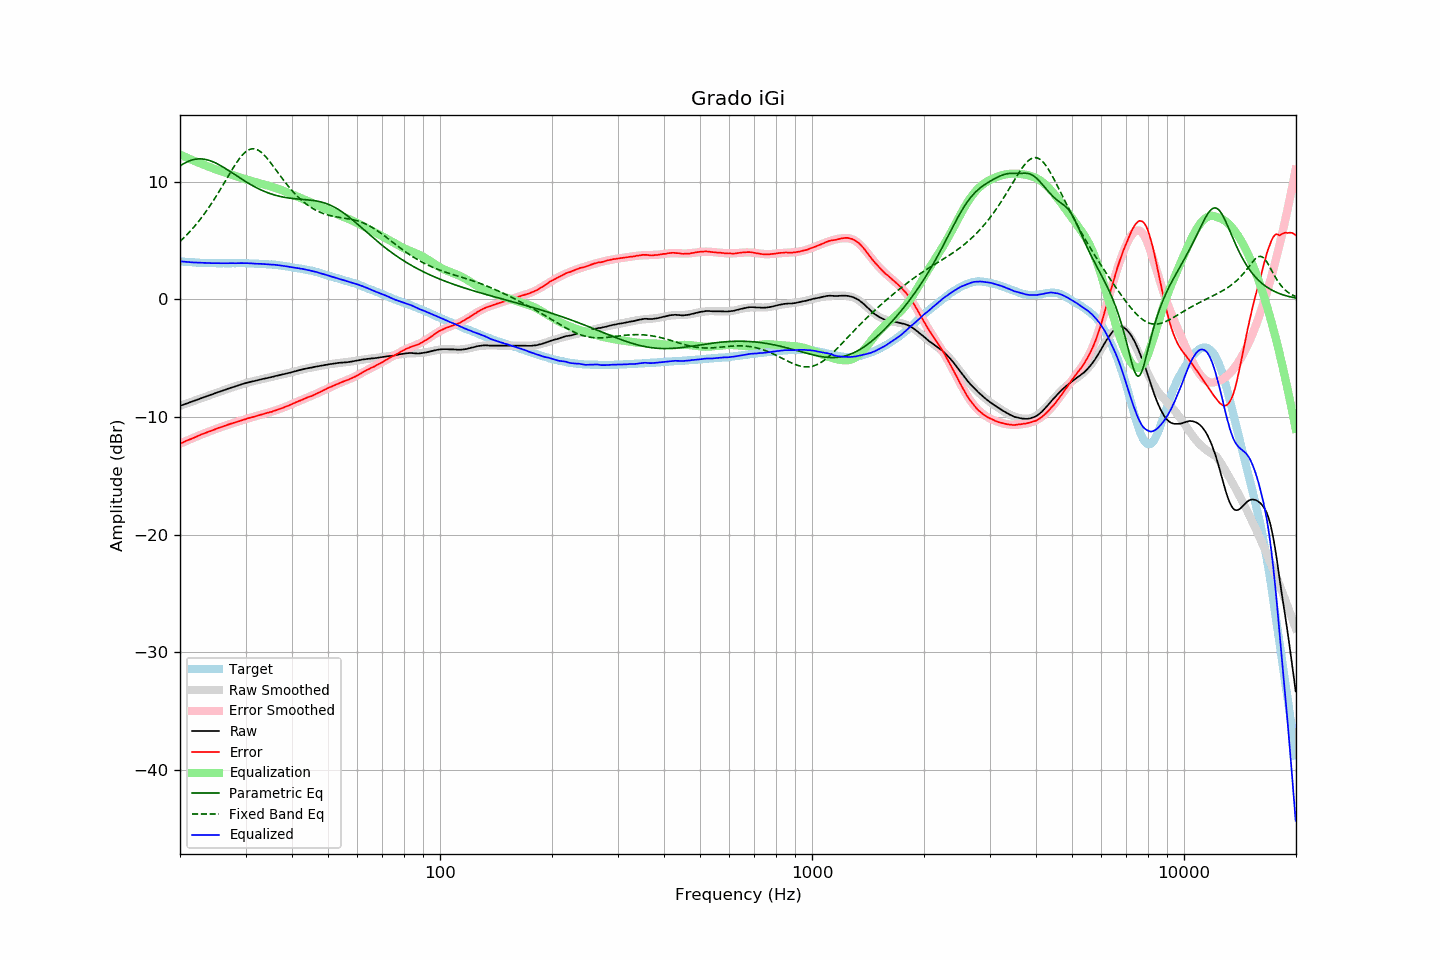 Grado iGi
10
0
−10
−20
−30
−40
Amplitude (dBr)
Target
Raw Smoothed
Error Smoothed
Raw
Error
Equalization
Parametric Eq
Fixed Band Eq
Equalized
100 1000 10000
Frequency (Hz)